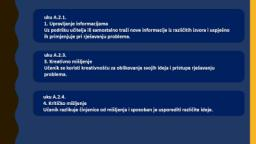 uku A.2.1.
1. Upravljanje informacijama
Uz podršku učitelja ili samostalno traži nove informacije iz različitih izvora i uspješno
ih primjenjuje pri rješavanju problema.
uku A.2.3.
3. Kreativno mišljenje
Učenik se koristi kreativnošću za oblikovanje svojih ideja i pristupa rješavanju
problema.
uku A.2.4.
4. Kritičko mišljenje
Učenik razlikuje činjenice od mišljenja i sposoban je usporediti različite ideje.